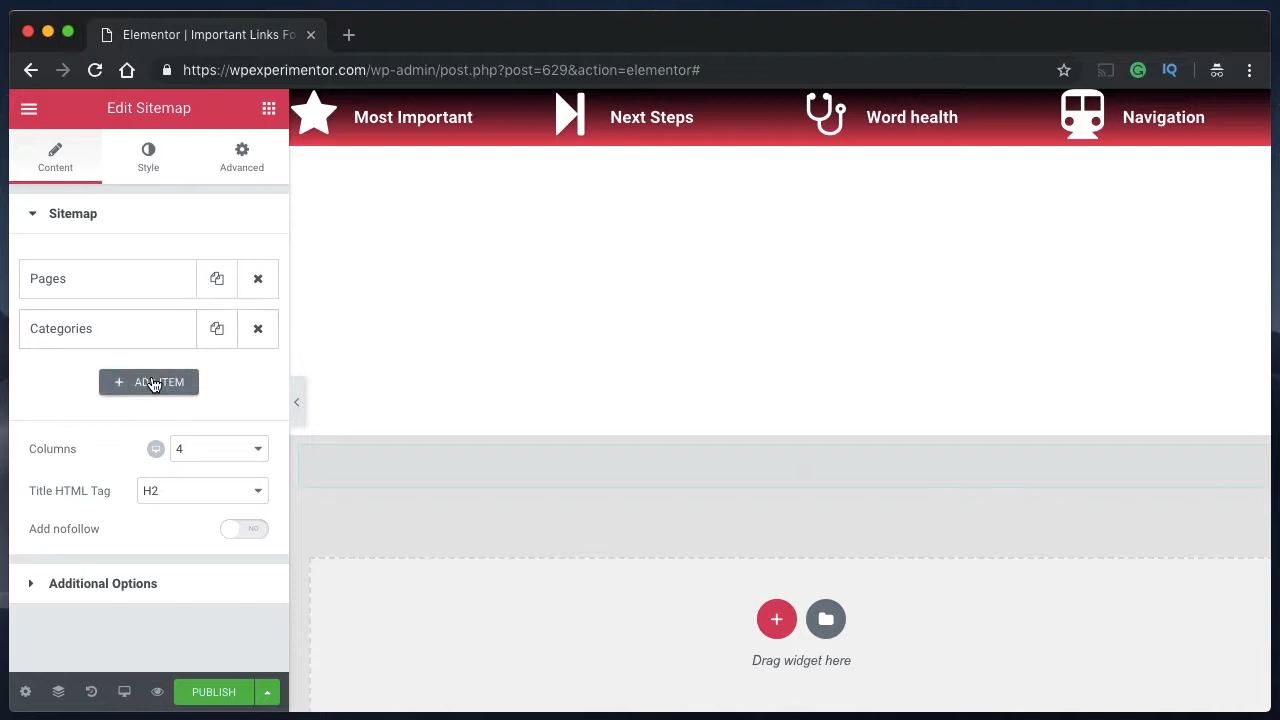 Elementor | Important Links Fo
https://wpexperimentor.com/wp-admin/post.php?post=629&action=elementor#
Edit Sitemap
Most Important
Next Steps
Word health
Navigation
Content
Style
Advanced
Sitemap
Pages
Categories
ITEM
Columns
4
Title HTML Tag
H2
Add nofollow
NO
Additional Options
Drag widget here
PUBLISH